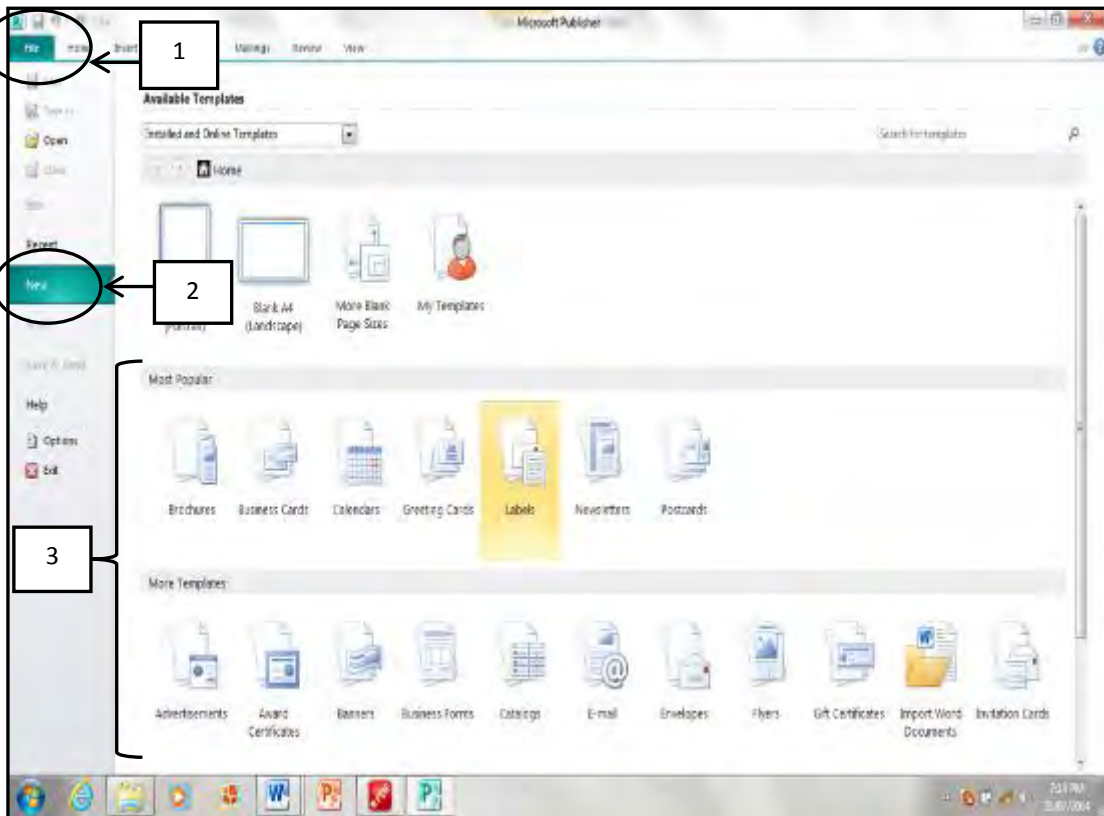 Microsoft Publisher
File Home Insert Mailings Review View
1
Available Templates
Installed and Online Templates
Search for templates
Open
Home
Recent
New
2
Blank A4
(Landscape)
More Blank
Page Sizes
My Templates
(Portrait)
Most Popular
Help
Options
Exit
Brochures
Business Cards
Calendars
Greeting Cards
Labels
Newsletters
Postcards
3
More Templates
Advertisements
Award
Certificates
Banners
Business Forms
Catalogs
E-mail
Envelopes
Flyers
Gift Certificates
Import Word
Documents
Invitation Cards